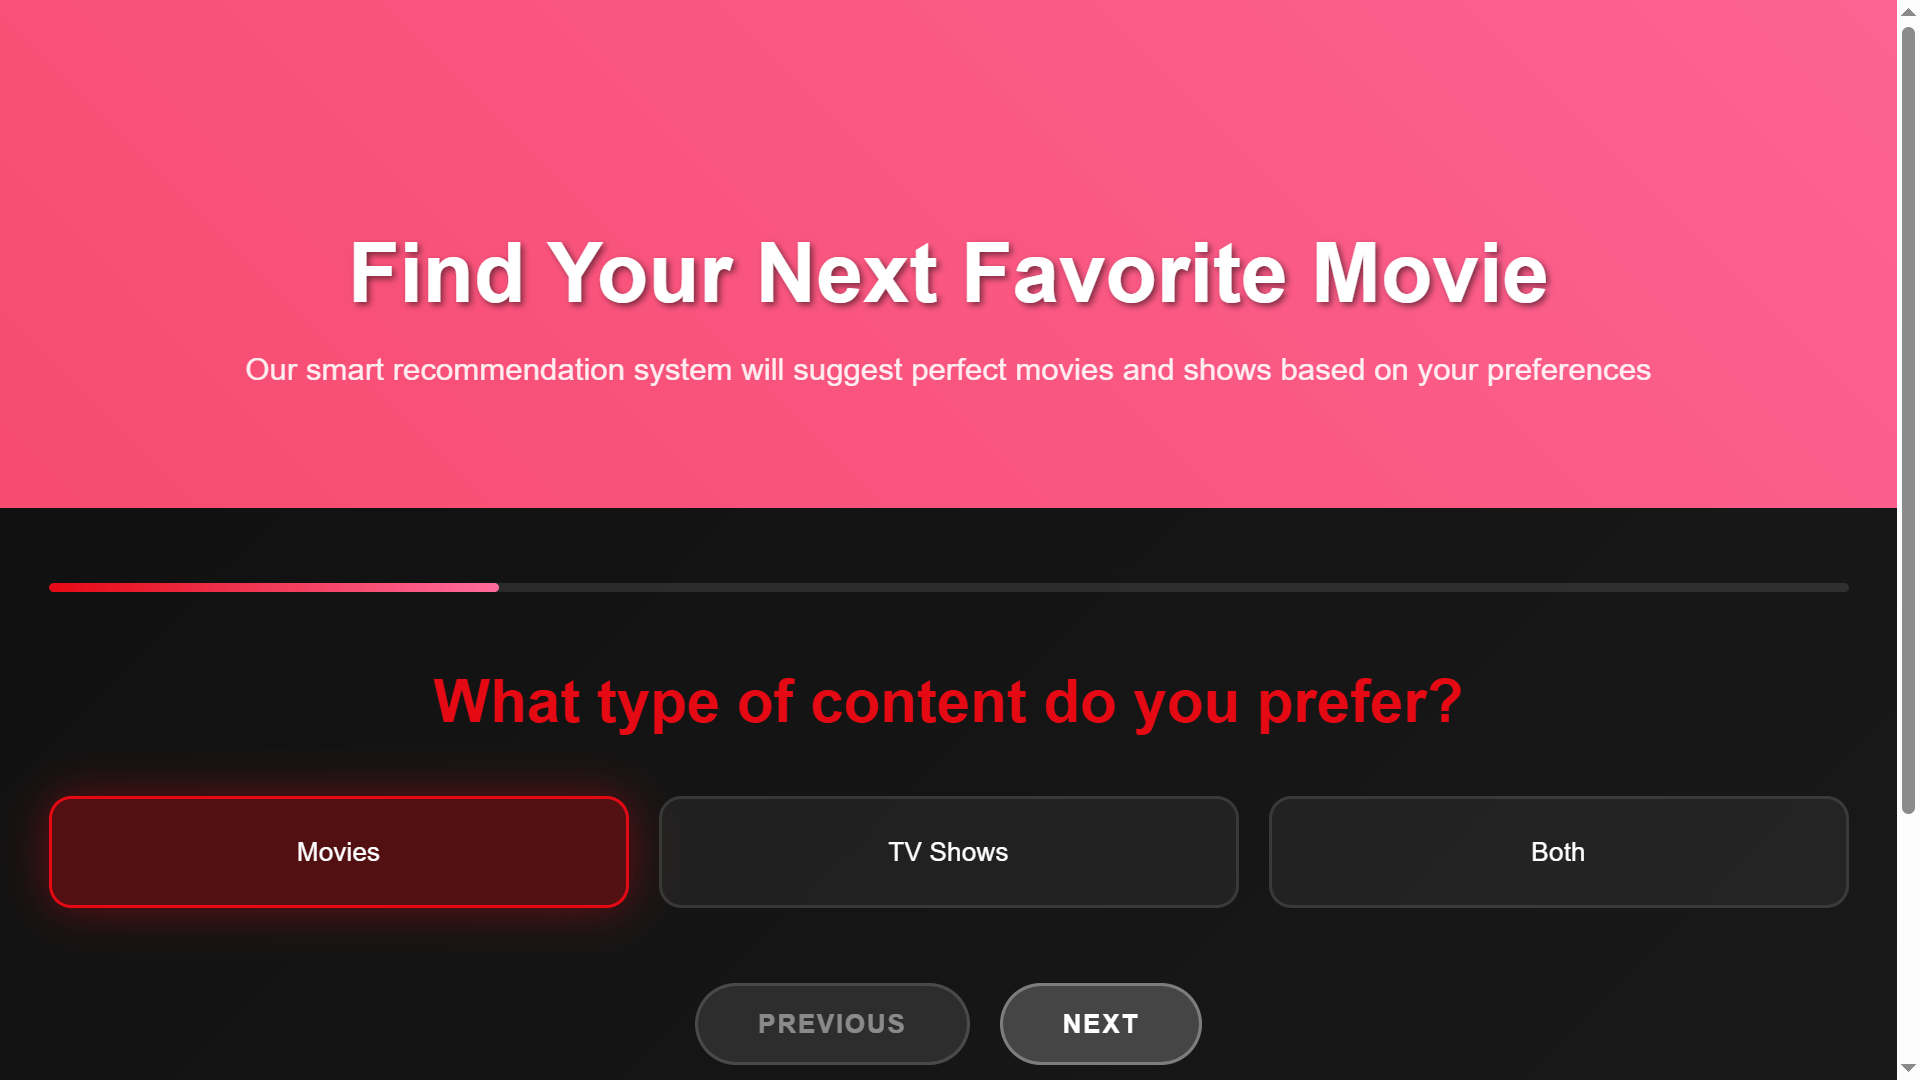 Find Your Next Favorite Movie
Our smart recommendation system will suggest perfect movies and shows based on your preferences
What type of content do you prefer?
Movies
TV Shows
Both
PREVIOUS
NEXT